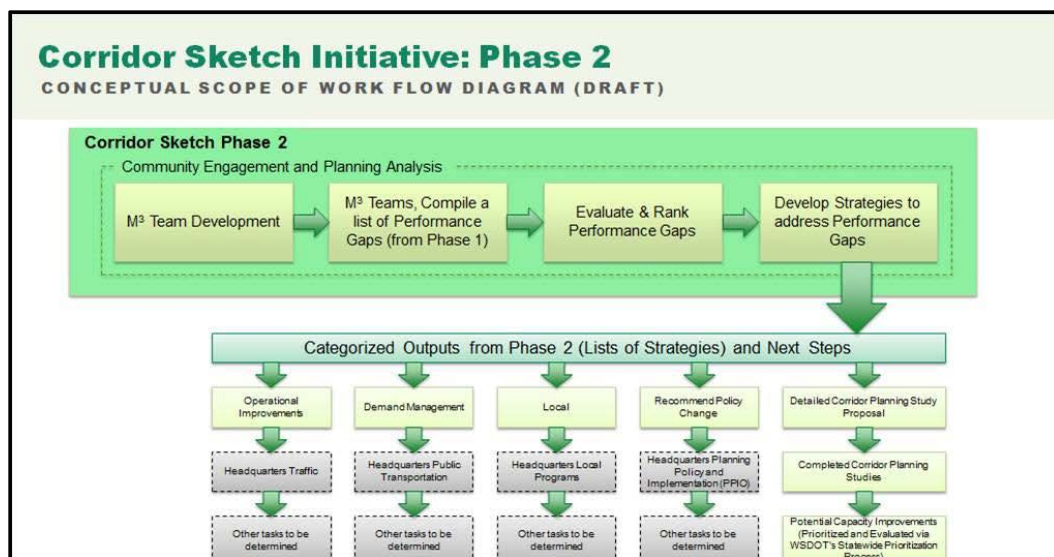 Corridor Sketch Initiative: Phase 2
CONCEPTUAL SCOPE OF WORK FLOW DIAGRAM (DRAFT)
Corridor Sketch Phase 2
Community Engagement and Planning Analysis
M³ Team Development
M³ Teams, Compile a
list of Performance
Gaps (from Phase 1)
Evaluate & Rank
Performance Gaps
Develop Strategies to
address Performance
Gaps
Categorized Outputs from Phase 2 (Lists of Strategies) and Next Steps
Operational
Improvements
Demand Management
Local
Recommend Policy
Change
Detailed Corridor Planning Study
Proposal
Headquarters Traffic
Headquarters Public
Transportation
Headquarters Local
Programs
Headquarters Planning
Policy and
Implementation (PPIO)
Completed Corridor Planning
Studies
Other tasks to be
determined
Other tasks to be
determined
Other tasks to be
determined
Other tasks to be
determined
Potential Capacity Improvements
(Prioritized and Evaluated via
WSDOT's Statewide Prioritization
Process)